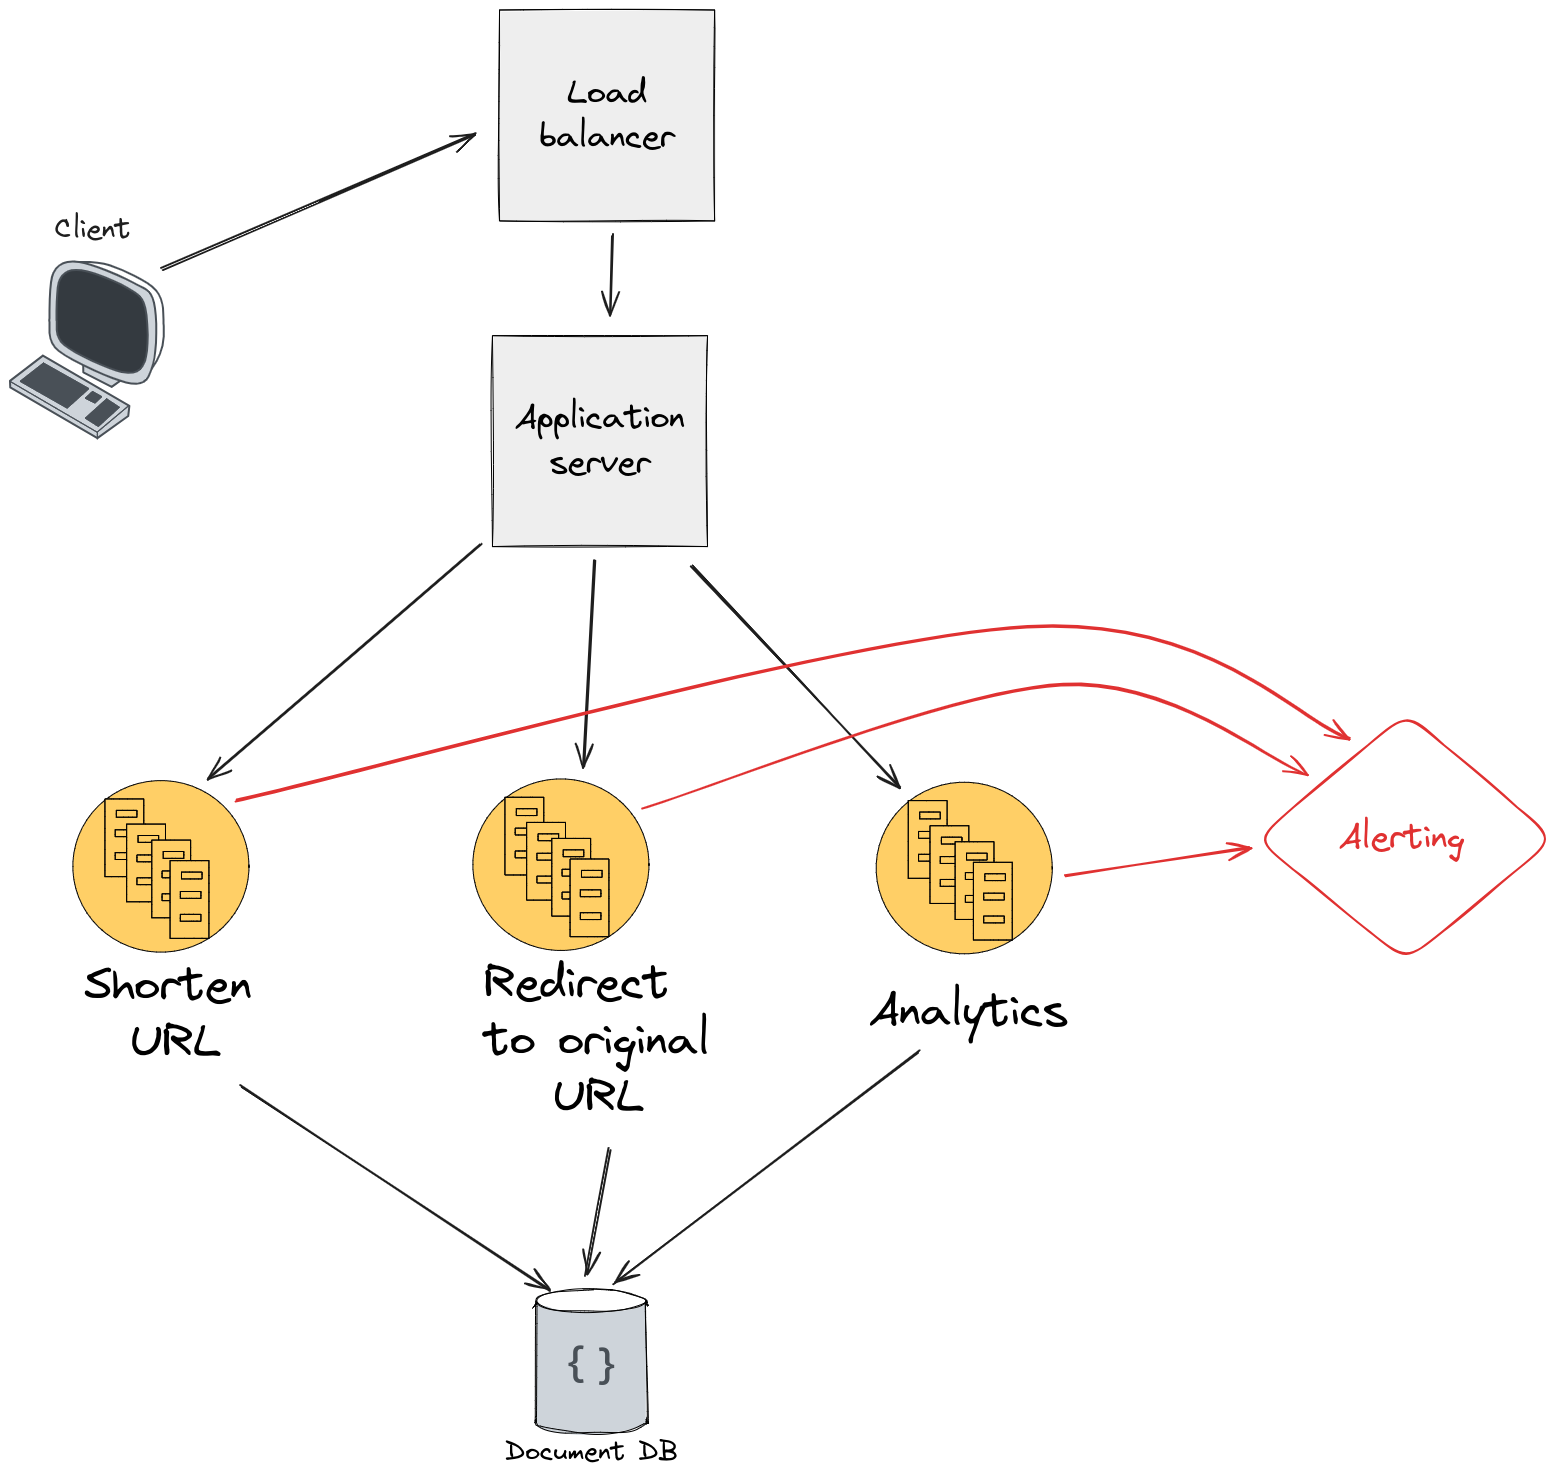 Load
balancer
Client
Application
server
Alerting
Shorten
URL
Redirect
to original
URL
Analytics
{ }
Document DB